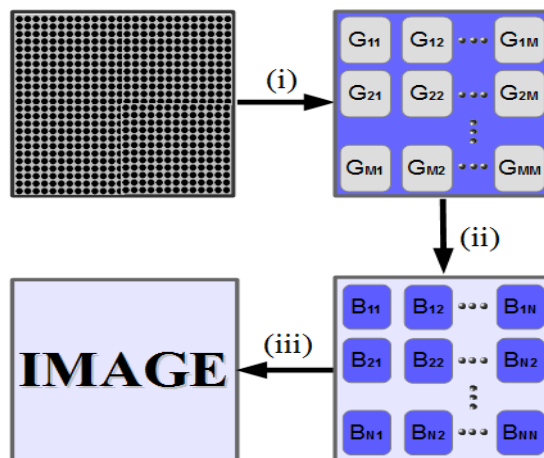 (i)
G11 G12 ... G1M
G21 G22 ... G2M
GM1 GM2 ... GMM
(ii)
B11 B12 ... B1N
B21 B22 ... BN2
BN1 BN2 ... BNN
(iii)
IMAGE